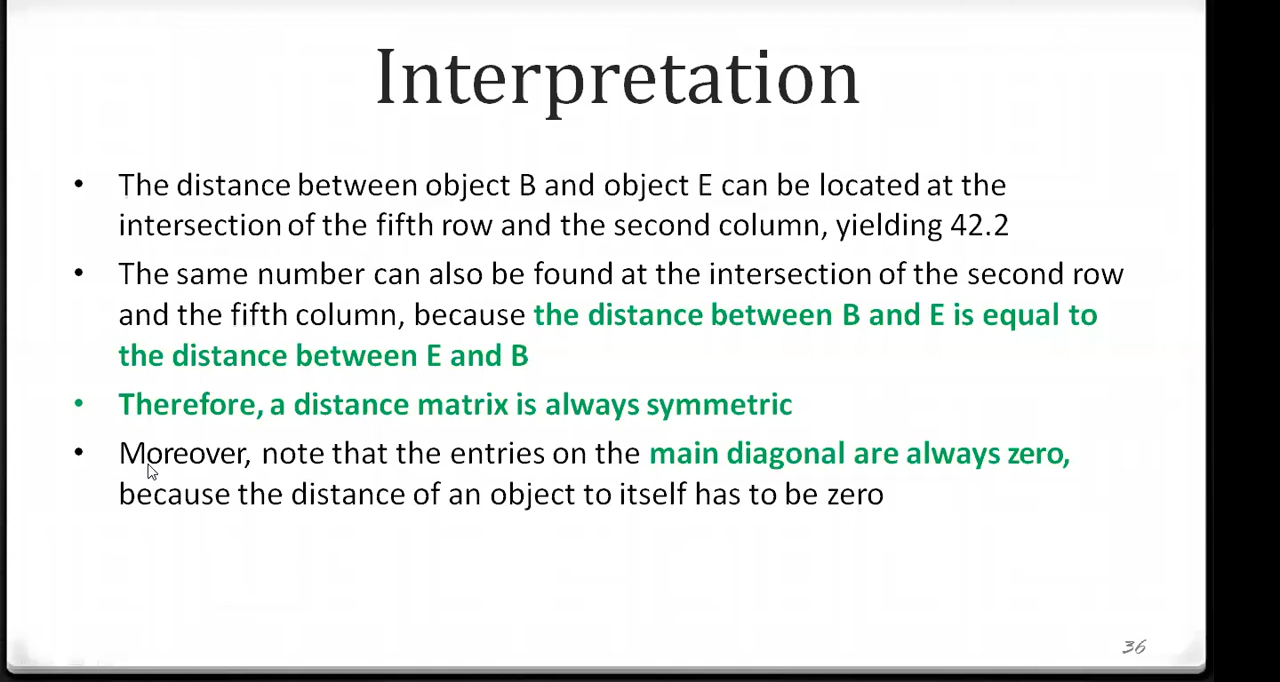 Interpretation
• The distance between object B and object E can be located at the
intersection of the fifth row and the second column, yielding 42.2
• The same number can also be found at the intersection of the second row
and the fifth column, because the distance between B and E is equal to
the distance between E and B
• Therefore, a distance matrix is always symmetric
• Moreover, note that the entries on the main diagonal are always zero,
because the distance of an object to itself has to be zero
36